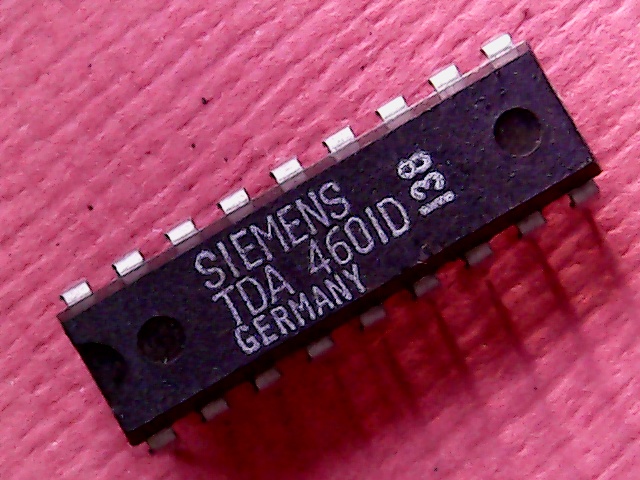 SIEMENS
TDA 4601D
GERMANY
138